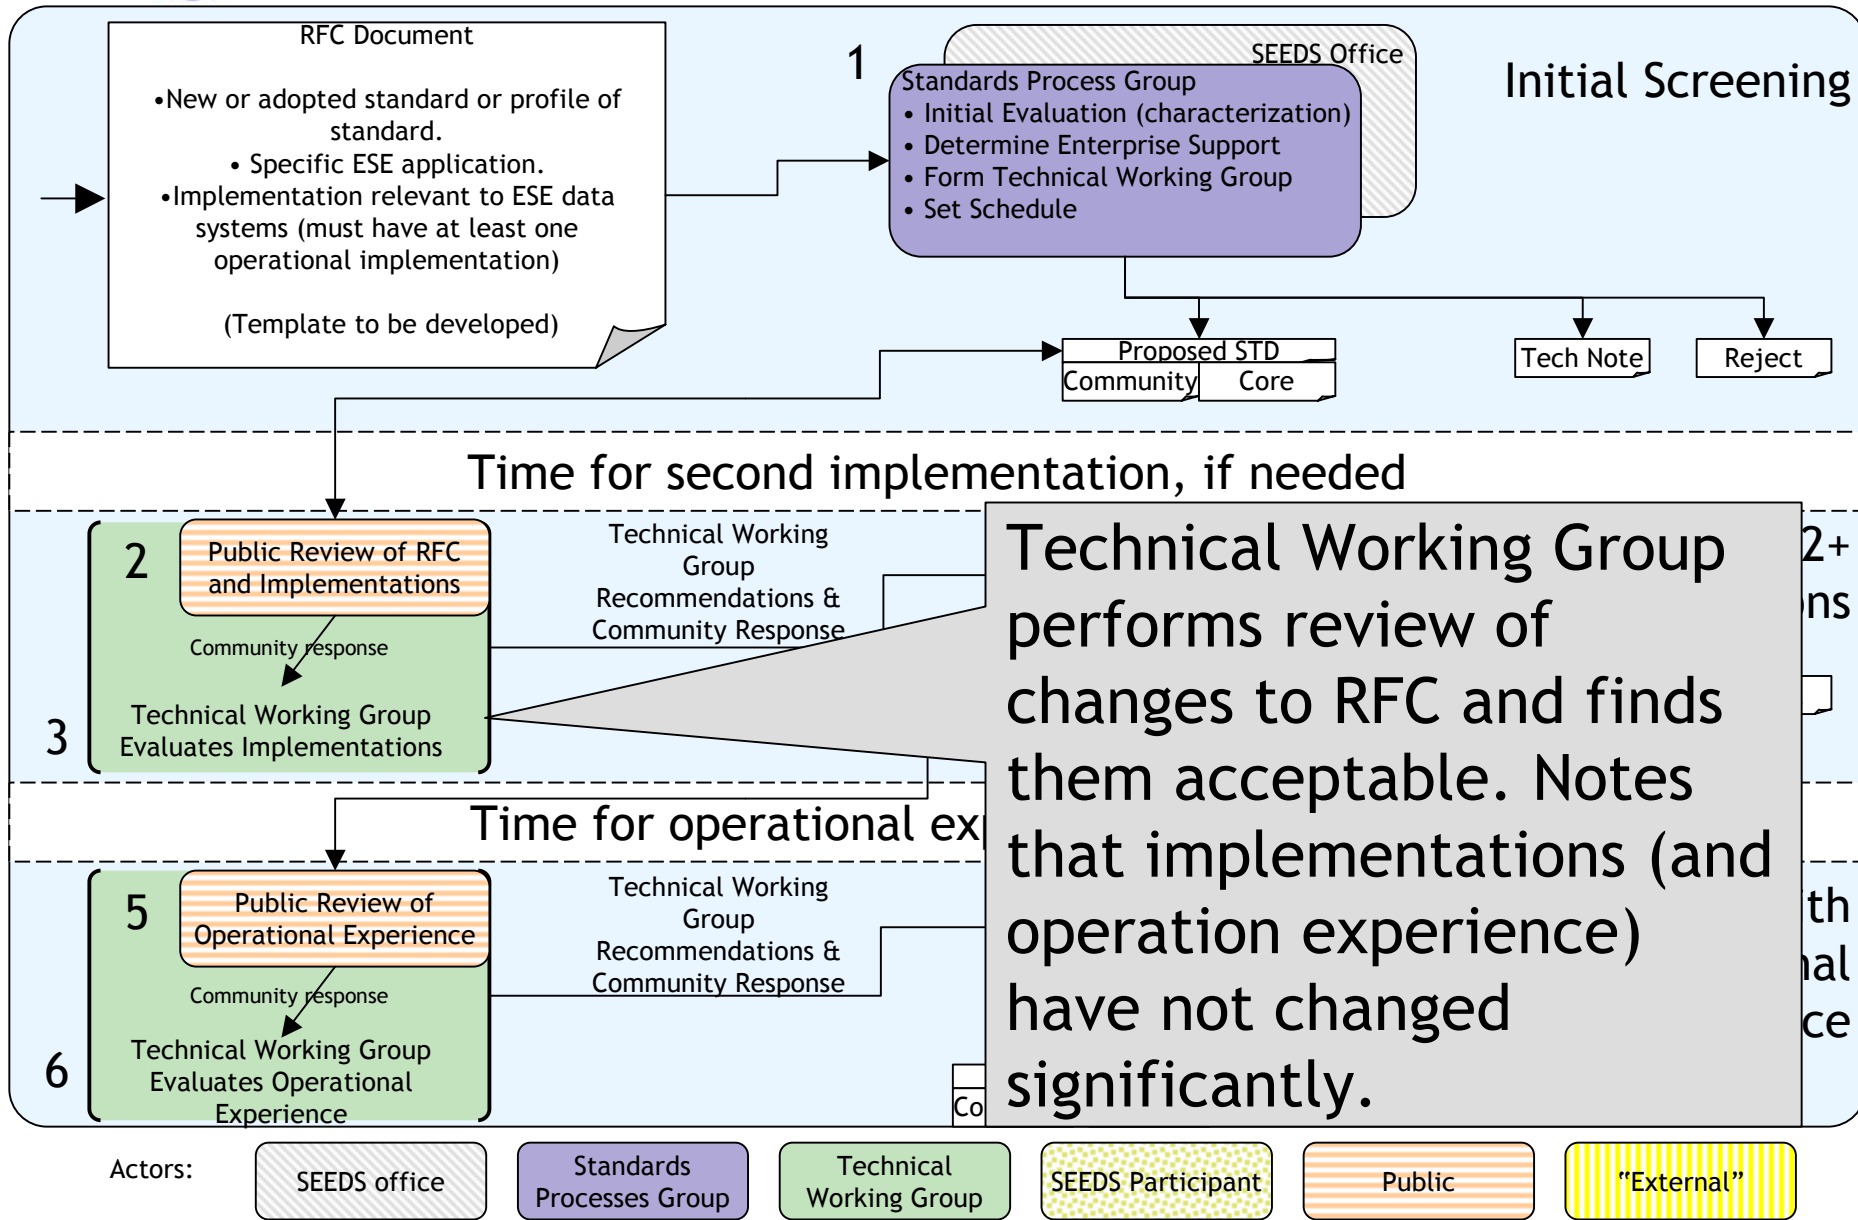 RFC Document
•New or adopted standard or profile of
standard.
• Specific ESE application.
•Implementation relevant to ESE data
systems (must have at least one
operational implementation)
(Template to be developed)
1
SEEDS Office
Standards Process Group
• Initial Evaluation (characterization)
• Determine Enterprise Support
• Form Technical Working Group
• Set Schedule
Initial Screening
Proposed STD
Community
Core
Tech Note
Reject
Time for second implementation, if needed
2
Public Review of RFC
and Implementations
Community response
3
Technical Working Group
Evaluates Implementations
Technical Working
Group
Recommendations &
Community Response
2+
Technical Working Group
performs review of
changes to RFC and finds
them acceptable. Notes
that implementations (and
operation experience)
have not changed
significantly.
Time for operational
5
Public Review of
Operational Experience
Community response
6
Technical Working Group
Evaluates Operational
Experience
Technical Working
Group
Recommendations &
Community Response
Actors:
SEEDS office
Standards
Processes Group
Technical
Working Group
SEEDS Participant
Public
“External”